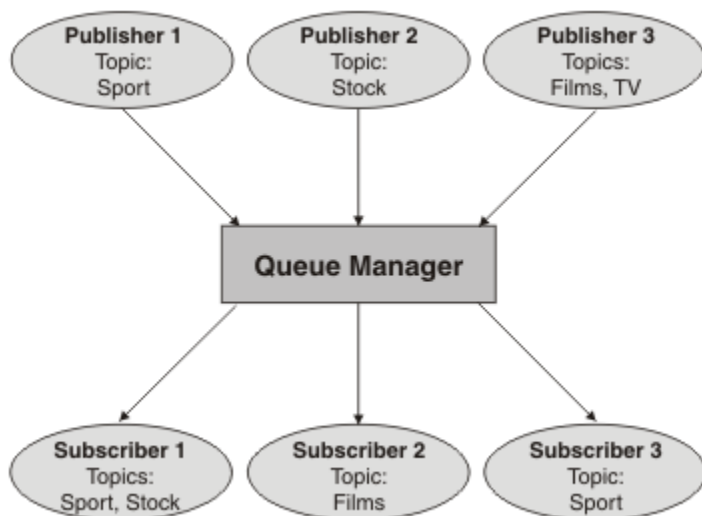 Publisher 1
Topic:
Sport
Publisher 2
Topic:
Stock
Publisher 3
Topics:
Films, TV
Queue Manager
Subscriber 1
Topics:
Sport, Stock
Subscriber 2
Topic:
Films
Subscriber 3
Topic:
Sport